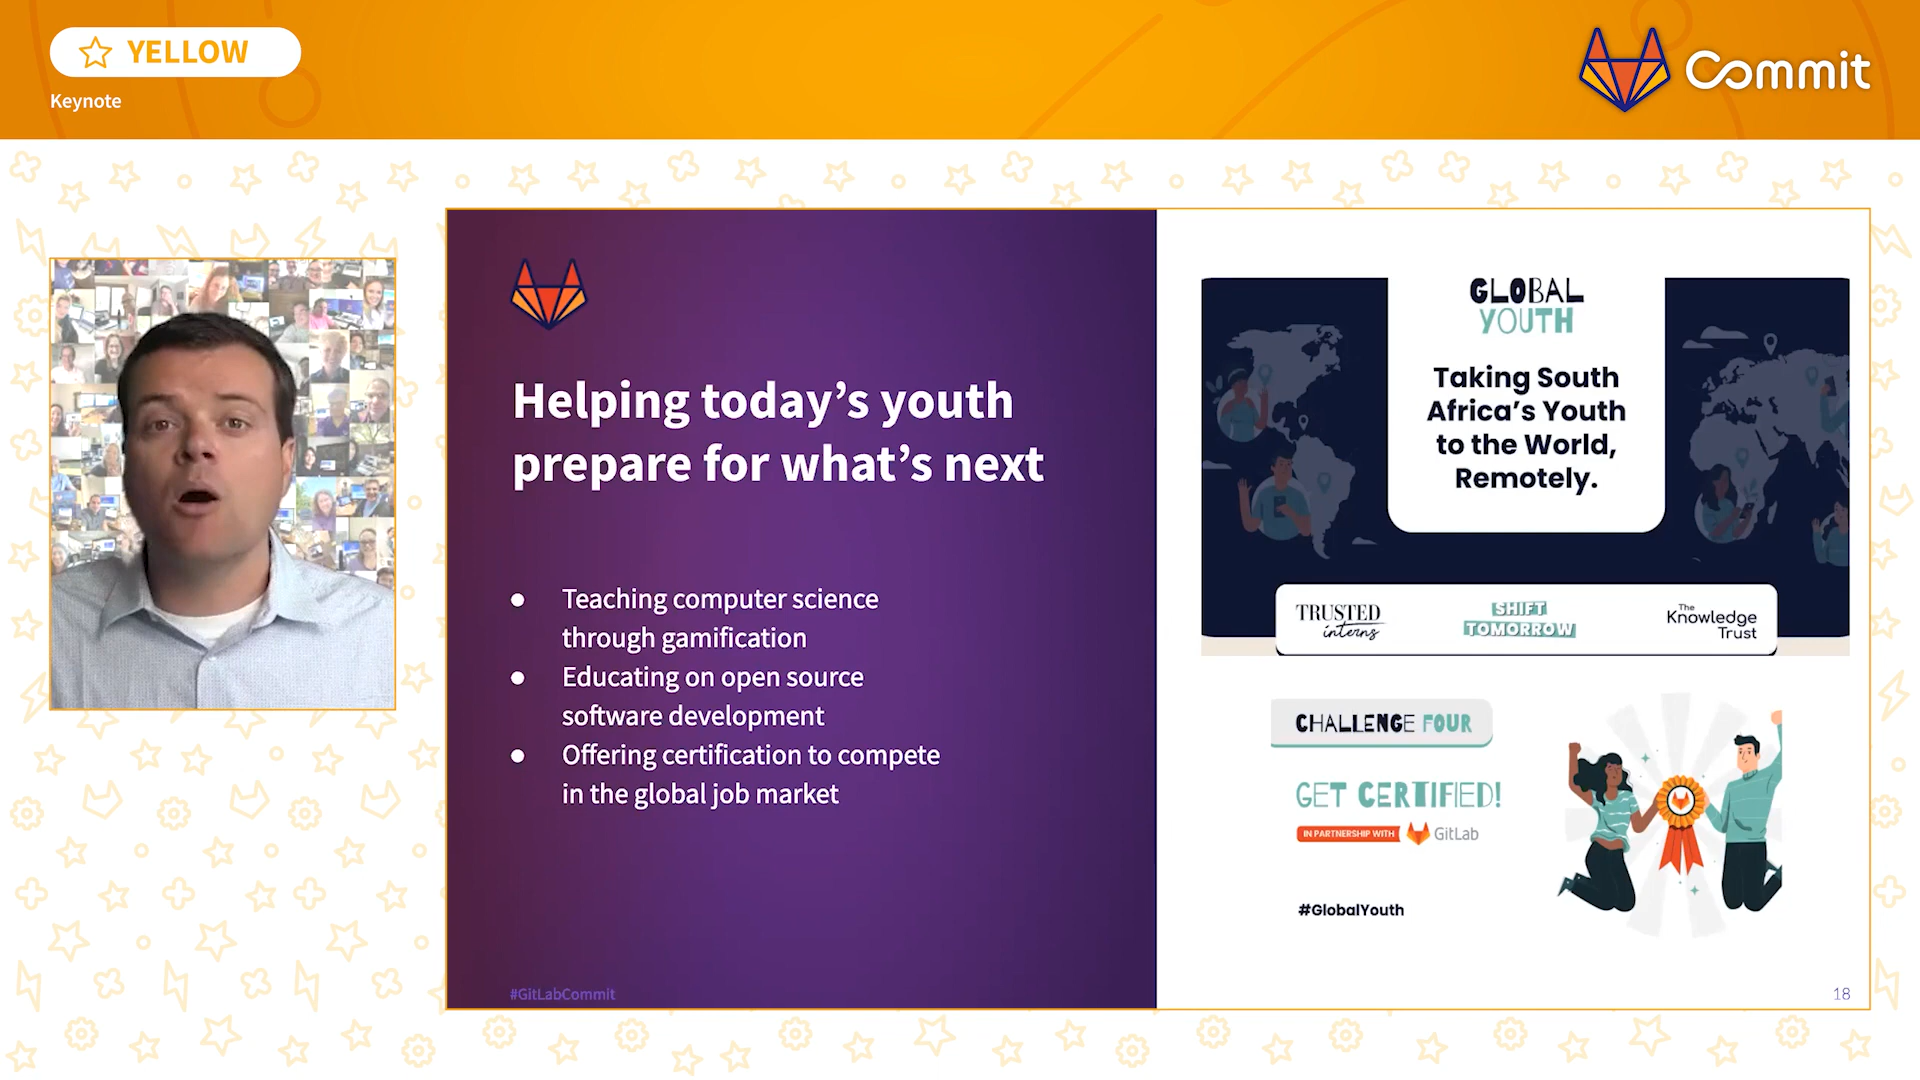 YELLOW
Keynote
Commit
Helping today’s youth
prepare for what’s next
● Teaching computer science
through gamification
● Educating on open source
software development
● Offering certification to compete
in the global job market
#GitLabCommit
GLOBAL
YOUTH
Taking South
Africa’s Youth
to the World,
Remotely.
TRUSTED
interns
SHIFT
TOMORROW
The
Knowledge
Trust
CHALLENGE FOUR
GET CERTIFIED!
IN PARTNERSHIP WITH GitLab
#GlobalYouth
18